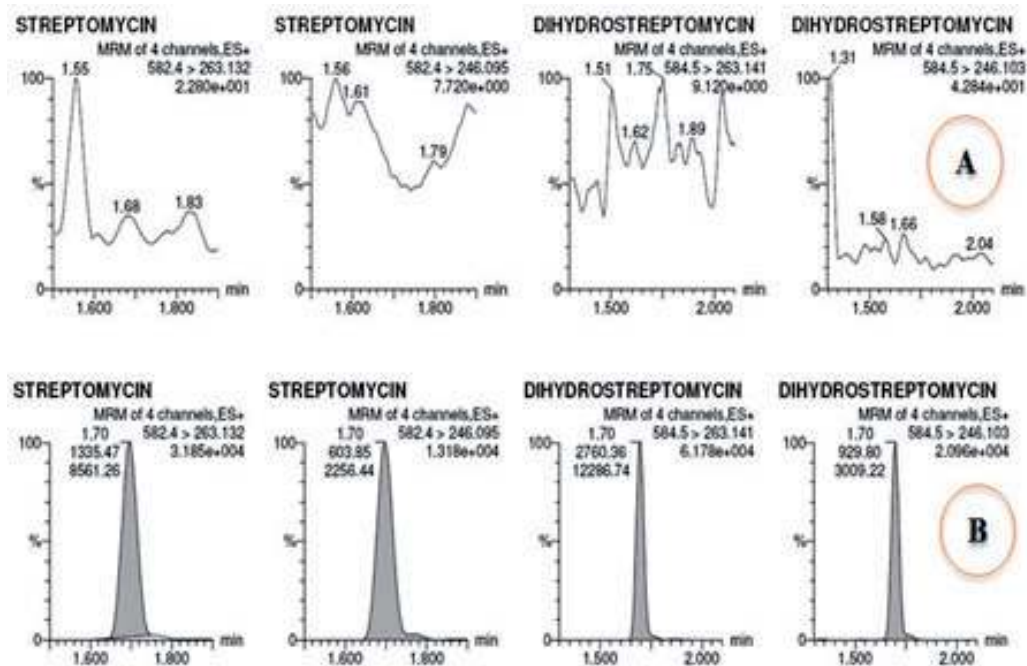 STREPTOMYCIN
MRM of 4 channels,ES+
1.55 582.4 > 263.132
100 2.280e+001
1.68 1.83
%
0 min
1.600 1.800
STREPTOMYCIN
MRM of 4 channels,ES+
1.56 582.4 > 246.095
100 1.61 7.720e+000
1.79
%
0 min
1.600 1.800
DIHYDROSTREPTOMYCIN
MRM of 4 channels,ES+
1.51 1.75 584.5 > 263.141
100 9.120e+000
1.62 1.89
%
0 min
1.500 2.000
DIHYDROSTREPTOMYCIN
MRM of 4 channels,ES+
1.31 584.5 > 246.103
100 4.284e+001
A
%
1.58 1.66 2.04
0 min
1.500 2.000
STREPTOMYCIN
MRM of 4 channels,ES+
1.70 582.4 > 263.132
100 1335.47 3.185e+004
8561.26
%
0 min
1.600 1.800
STREPTOMYCIN
MRM of 4 channels,ES+
1.70 582.4 > 246.095
100 603.85 1.318e+004
2256.44
%
0 min
1.600 1.800
DIHYDROSTREPTOMYCIN
MRM of 4 channels,ES+
1.70 584.5 > 263.141
100 2760.36 6.178e+004
12286.74
%
0 min
1.500 2.000
DIHYDROSTREPTOMYCIN
MRM of 4 channels,ES+
1.70 584.5 > 246.103
100 929.80 2.096e+004
3009.22
B
%
0 min
1.500 2.000